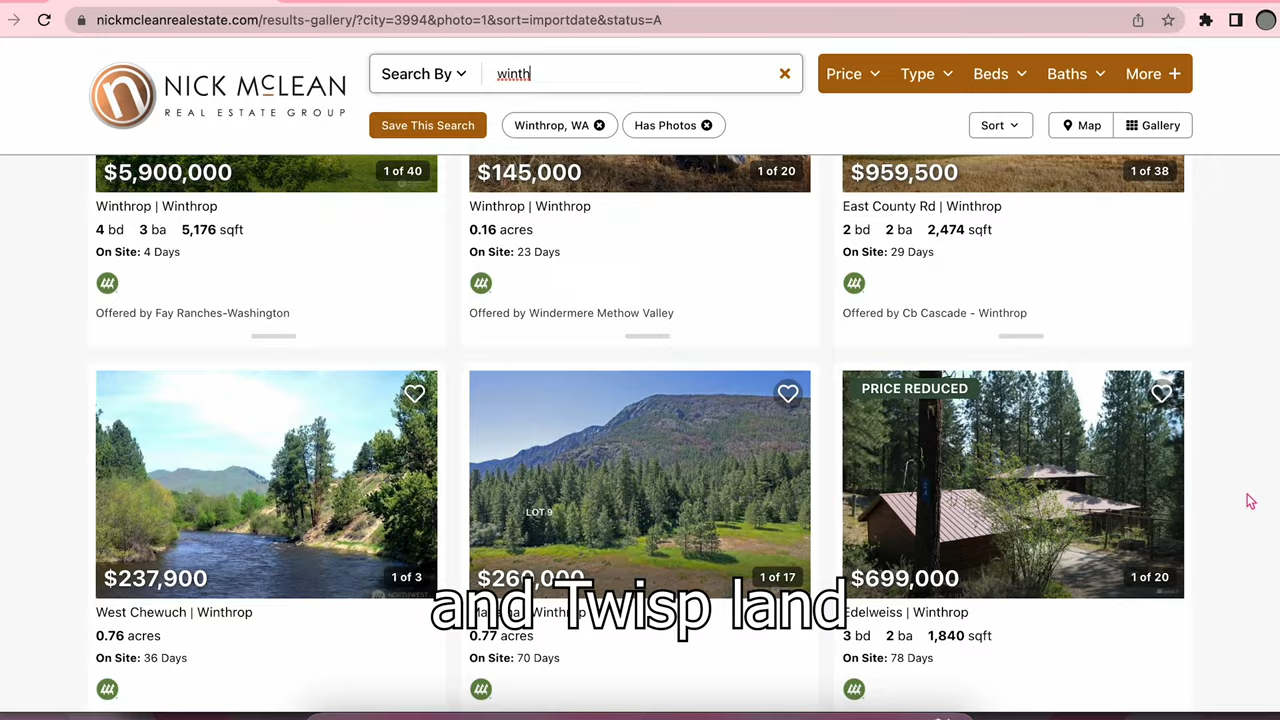 nickmcleanrealestate.com/results-gallery/?city=3994&photo=1&sort=importdate&status=A
NICK McLEAN
REAL ESTATE GROUP
Search By winth
Price Type Beds Baths More
Save This Search Winthrop, WA Has Photos Sort Map Gallery
$5,900,000 1 of 40
Winthrop | Winthrop
4 bd 3 ba 5,176 sqft
On Site: 4 Days
Offered by Fay Ranches-Washington
$145,000 1 of 20
Winthrop | Winthrop
0.16 acres
On Site: 23 Days
Offered by Windermere Methow Valley
$959,500 1 of 38
East County Rd | Winthrop
2 bd 2 ba 2,474 sqft
On Site: 29 Days
Offered by Cb Cascade - Winthrop
$237,900 1 of 3
West Chewuch | Winthrop
0.76 acres
On Site: 36 Days
LOT 9
$260,000 1 of 17
Winthrop
0.77 acres
On Site: 70 Days
PRICE REDUCED
$699,000 1 of 20
Edelweiss | Winthrop
3 bd 2 ba 1,840 sqft
On Site: 78 Days
and Twisp land